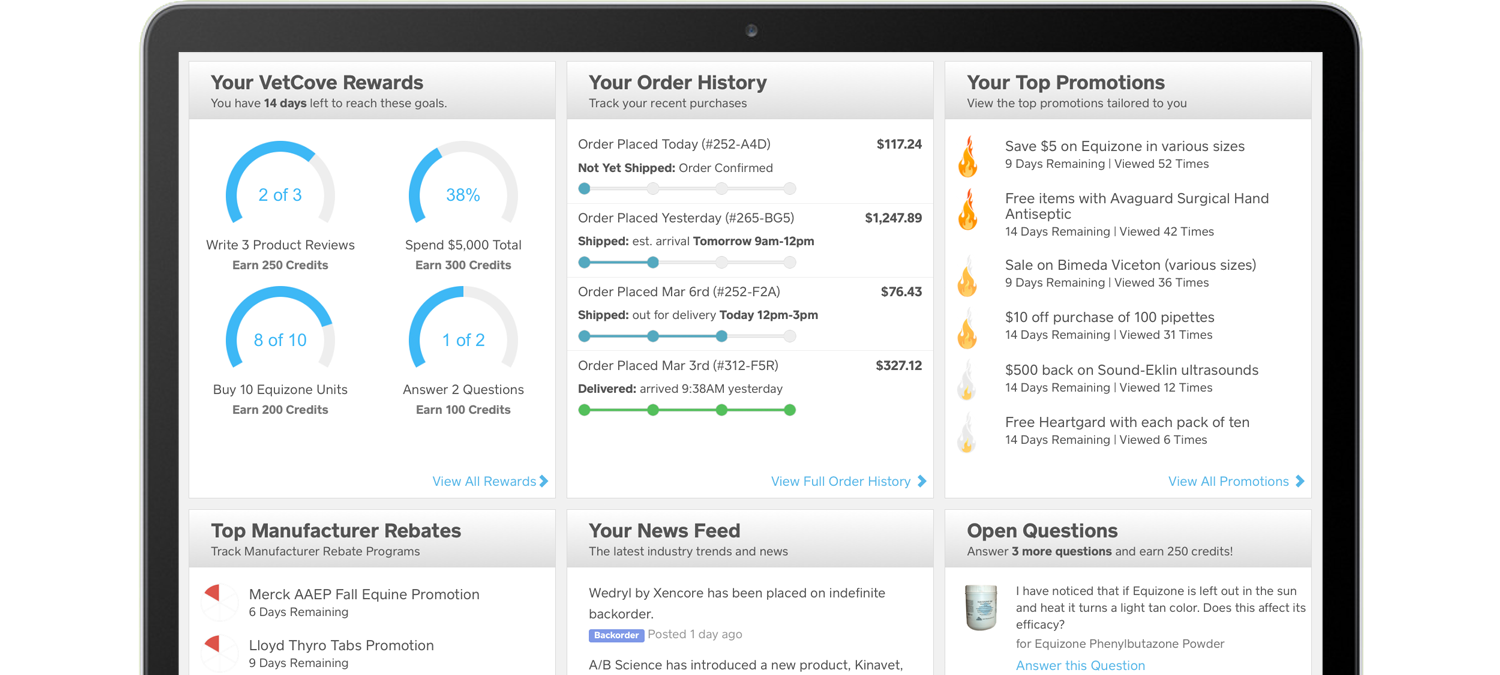 Your VetCove Rewards
You have 14 days left to reach these goals.
2 of 3
Write 3 Product Reviews
Earn 250 Credits
38%
Spend $5,000 Total
Earn 300 Credits
8 of 10
Buy 10 Equizone Units
Earn 200 Credits
1 of 2
Answer 2 Questions
Earn 100 Credits
View All Rewards
Your Order History
Track your recent purchases
Order Placed Today (#252-A4D) $117.24
Not Yet Shipped: Order Confirmed
Order Placed Yesterday (#265-BG5) $1,247.89
Shipped: est. arrival Tomorrow 9am-12pm
Order Placed Mar 6rd (#252-F2A) $76.43
Shipped: out for delivery Today 12pm-3pm
Order Placed Mar 3rd (#312-F5R) $327.12
Delivered: arrived 9:38AM yesterday
View Full Order History
Your Top Promotions
View the top promotions tailored to you
Save $5 on Equizone in various sizes
9 Days Remaining | Viewed 52 Times
Free items with Avaguard Surgical Hand
Antiseptic
14 Days Remaining | Viewed 42 Times
Sale on Bimeda Viceton (various sizes)
9 Days Remaining | Viewed 36 Times
$10 off purchase of 100 pipettes
14 Days Remaining | Viewed 31 Times
$500 back on Sound-Eklin ultrasounds
14 Days Remaining | Viewed 12 Times
Free Heartgard with each pack of ten
14 Days Remaining | Viewed 6 Times
View All Promotions
Top Manufacturer Rebates
Track Manufacturer Rebate Programs
Merck AAEP Fall Equine Promotion
6 Days Remaining
Lloyd Thyro Tabs Promotion
9 Days Remaining
Your News Feed
The latest industry trends and news
Wedryl by Xencore has been placed on indefinite
backorder.
Backorder Posted 1 day ago
A/B Science has introduced a new product, Kinavet,
Open Questions
Answer 3 more questions and earn 250 credits!
I have noticed that if Equizone is left out in the sun
and heat it turns a light tan color. Does this affect its
efficacy?
for Equizone Phenylbutazone Powder
Answer this Question